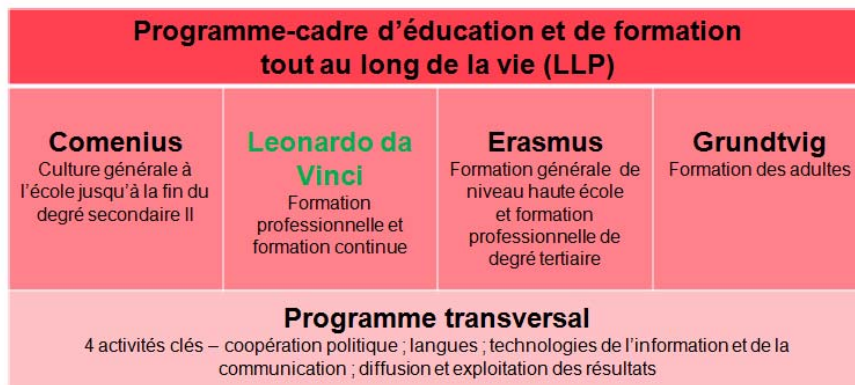 Programme-cadre d'éducation et de formation
tout au long de la vie (LLP)
Comenius
Culture générale à
l'école jusqu'à la fin du
degré secondaire II
Leonardo da
Vinci
Formation
professionnelle et
formation continue
Erasmus
Formation générale de
niveau haute école
et formation
professionnelle de
degré tertiaire
Grundtvig
Formation des adultes
Programme transversal
4 activités clés – coopération politique ; langues ; technologies de l'information et de la
communication ; diffusion et exploitation des résultats